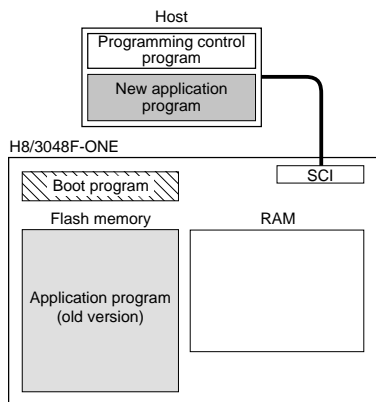 Host
Programming control
program
New application
program
H8/3048F-ONE
SCI
Boot program
Flash memory
RAM
Application program
(old version)